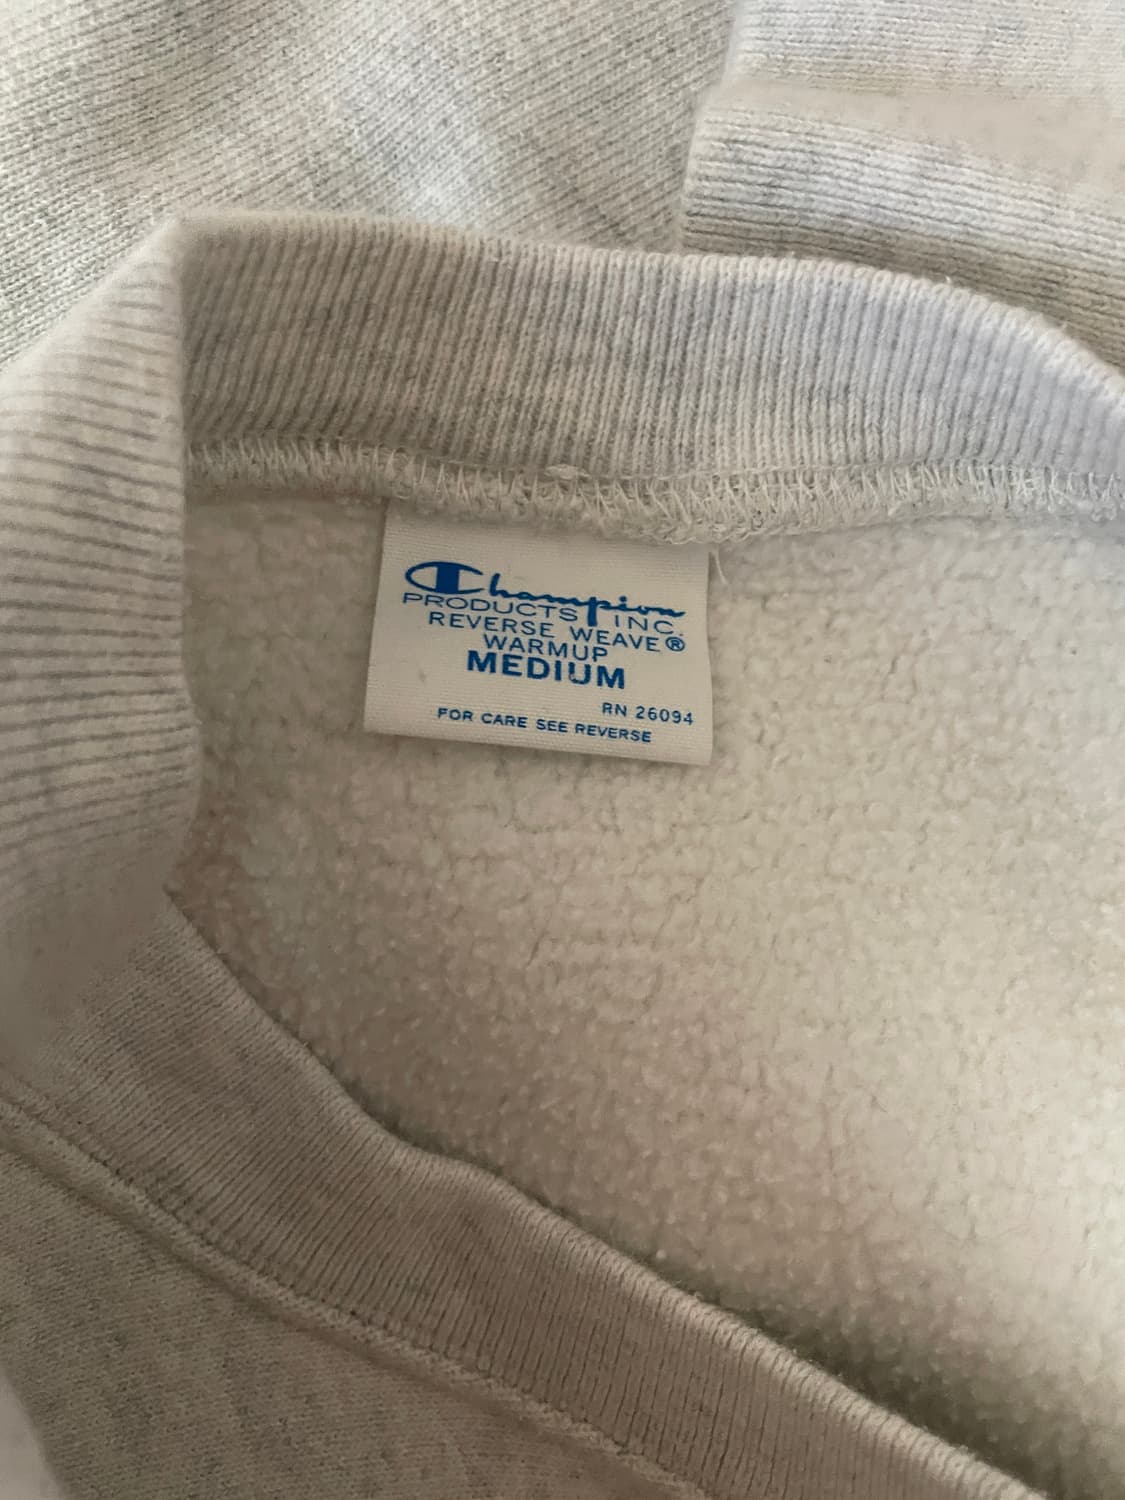 Champion
PRODUCTS INC.
REVERSE WEAVE®
WARMUP
MEDIUM
RN 26094
FOR CARE SEE REVERSE